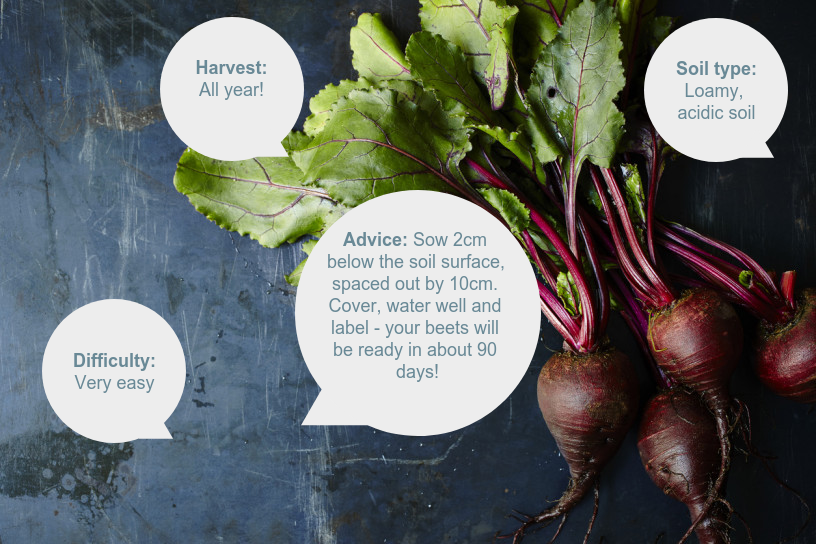 Harvest:
All year!
Soil type:
Loamy,
acidic soil
Advice: Sow 2cm
below the soil surface,
spaced out by 10cm.
Cover, water well and
label - your beets will
be ready in about 90
days!
Difficulty:
Very easy